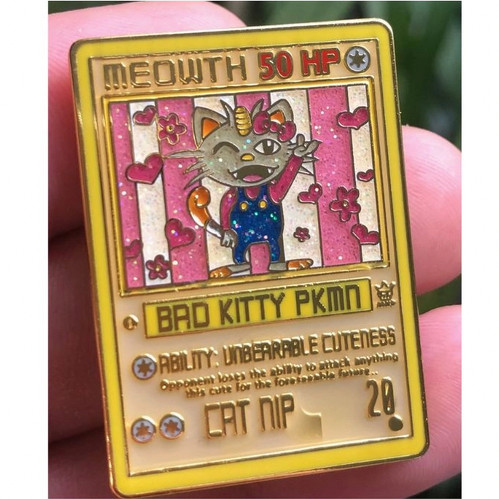 MEOWTH 50 HP
BAD KITTY PKMN
ABILITY: UNBEARABLE CUTENESS
Opponent loses the ability to attack anything
this cute for the foreseeable future..
CAT NIP 20